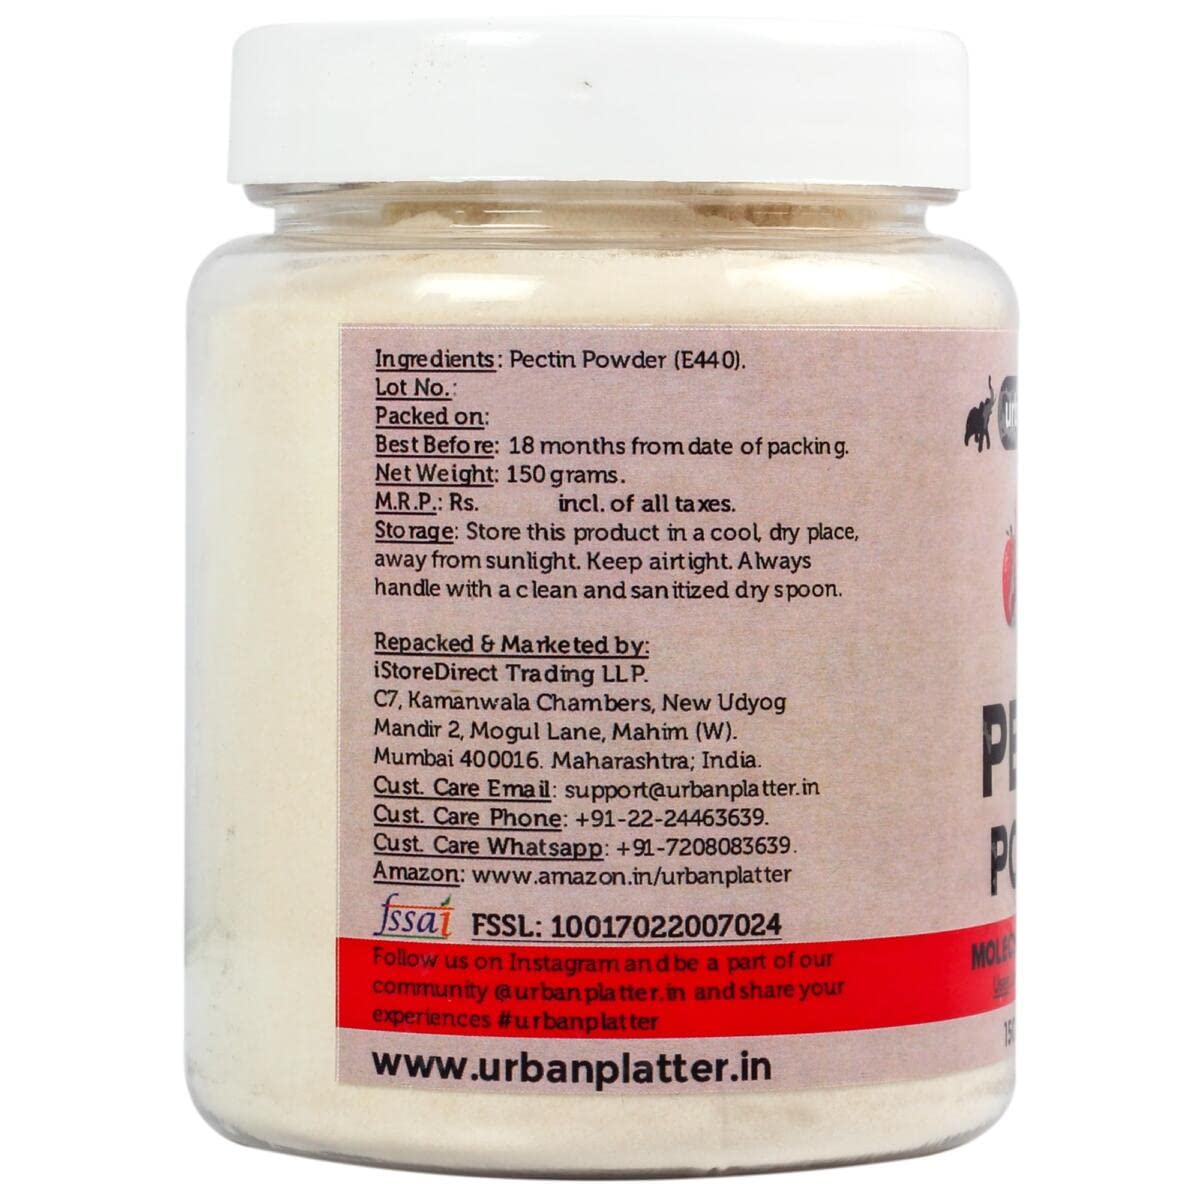 Ingredients: Pectin Powder (E440).
Lot No.:
Packed on:
Best Before: 18 months from date of packing.
Net Weight: 150 grams.
M.R.P.: Rs. incl. of all taxes.
Storage: Store this product in a cool, dry place,
away from sunlight. Keep airtight. Always
handle with a clean and sanitized dry spoon.
Repacked & Marketed by:
iStoreDirect Trading LLP.
C7, Kamanwala Chambers, New Udyog
Mandir 2, Mogul Lane, Mahim (W).
Mumbai 400016. Maharashtra; India.
Cust. Care Email: support@urbanplatter.in
Cust. Care Phone: +91-22-24463639.
Cust. Care Whatsapp: +91-7208083639.
Amazon: www.amazon.in/urbanplatter
fssai FSSL: 10017022007024
Follow us on Instagram and be a part of our
community @urbanplatter.in and share your
experiences #urbanplatter
www.urbanplatter.in